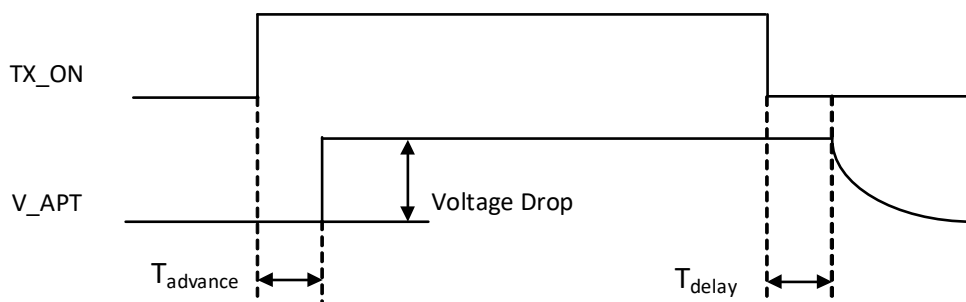 TX_ON
V_APT
Voltage Drop
Tadvance
Tdelay